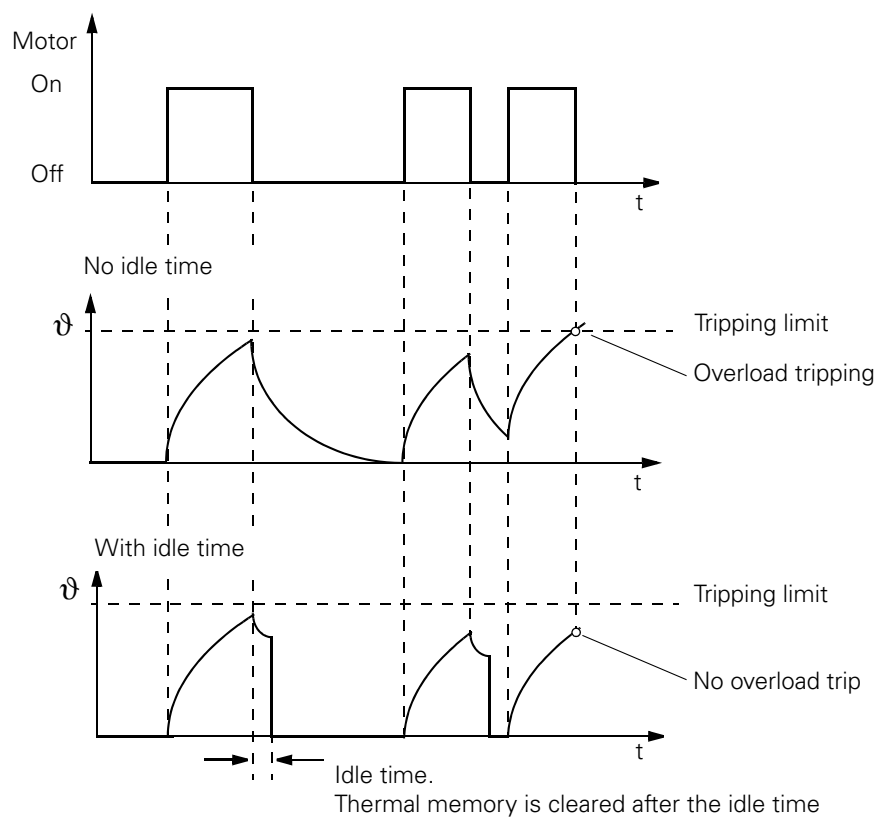 Motor
On
Off
t
No idle time
ϑ
Tripping limit
Overload tripping
t
With idle time
ϑ
Tripping limit
No overload trip
t
Idle time.
Thermal memory is cleared after the idle time